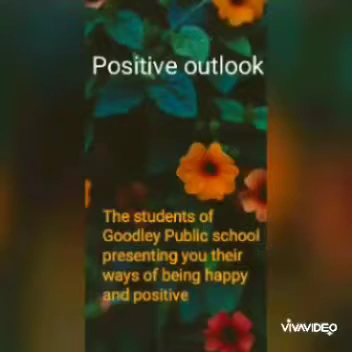 Positive outlook
The students of
Goodley Public school
presenting you their
ways of being happy
and positive
VIVAVIDEO